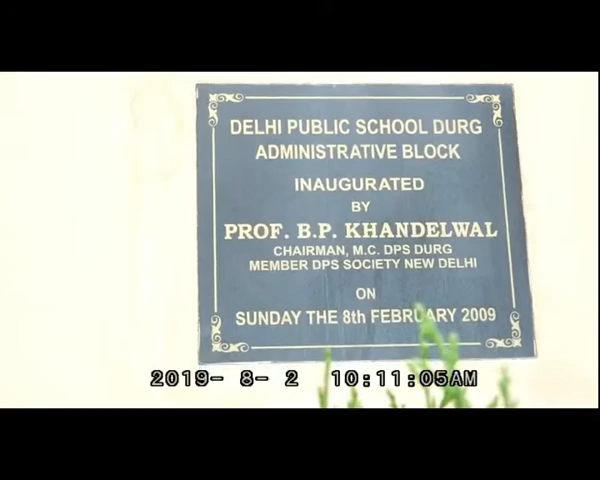 DELHI PUBLIC SCHOOL DURG
ADMINISTRATIVE BLOCK
INAUGURATED
BY
PROF. B.P. KHANDELWAL
CHAIRMAN, M.C. DPS DURG
MEMBER DPS SOCIETY NEW DELHI
ON
SUNDAY THE 8th FEBRUARY 2009
2019- 8- 2 10:11:05AM